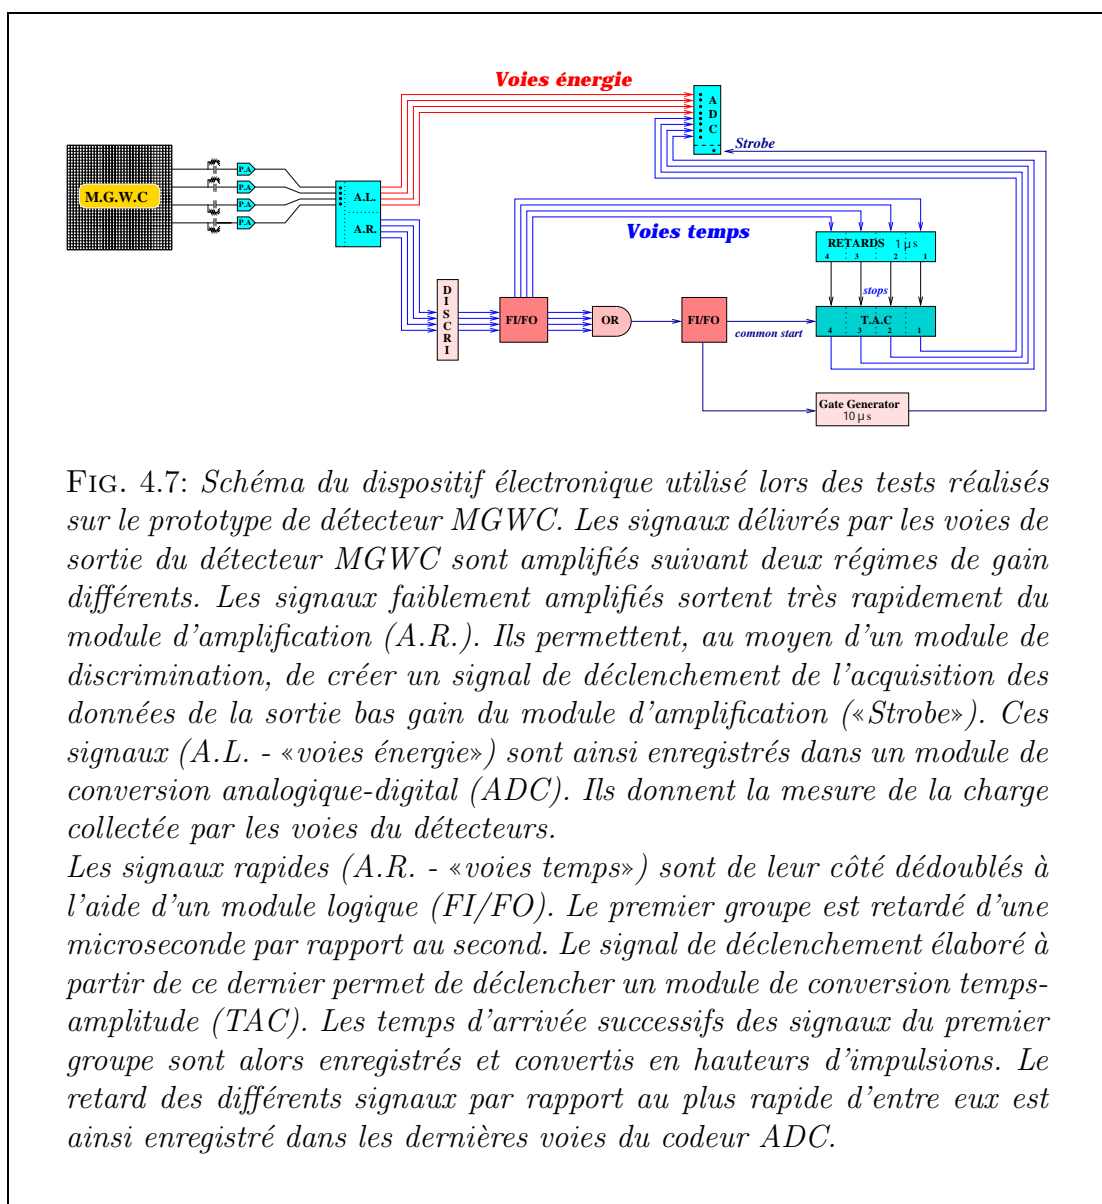 Voies énergie
A
D
C
Strobe
M.G.W.C
P.A
P.A
P.A
P.A
A.L.
A.R.
Voies temps
RETARDS 1 µs
4 3 2 1
stops
D
I
S
C
R
I
FI/FO
OR
FI/FO
common start
T.A.C
4 3 2 1
Gate Generator
10 µs
FIG. 4.7: Schéma du dispositif électronique utilisé lors des tests réalisés
sur le prototype de détecteur MGWC. Les signaux délivrés par les voies de
sortie du détecteur MGWC sont amplifiés suivant deux régimes de gain
différents. Les signaux faiblement amplifiés sortent très rapidement du
module d'amplification (A.R.). Ils permettent, au moyen d'un module de
discrimination, de créer un signal de déclenchement de l'acquisition des
données de la sortie bas gain du module d'amplification («Strobe»). Ces
signaux (A.L. - «voies énergie») sont ainsi enregistrés dans un module de
conversion analogique-digital (ADC). Ils donnent la mesure de la charge
collectée par les voies du détecteurs.
Les signaux rapides (A.R. - «voies temps») sont de leur côté dédoublés à
l'aide d'un module logique (FI/FO). Le premier groupe est retardé d'une
microseconde par rapport au second. Le signal de déclenchement élaboré à
partir de ce dernier permet de déclencher un module de conversion temps-
amplitude (TAC). Les temps d'arrivée successifs des signaux du premier
groupe sont alors enregistrés et convertis en hauteurs d'impulsions. Le
retard des différents signaux par rapport au plus rapide d'entre eux est
ainsi enregistré dans les dernières voies du codeur ADC.